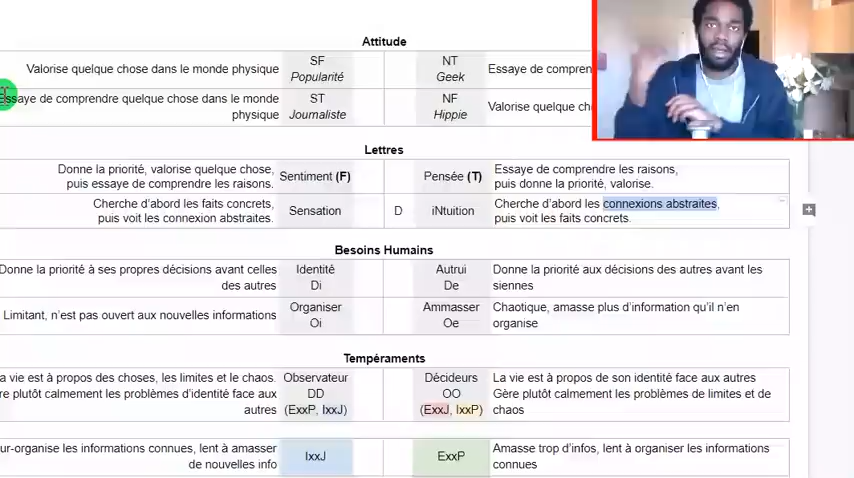 Attitude
Valorise quelque chose dans le monde physique SF NT Essaye de compren
Popularité Geek
Essaye de comprendre quelque chose dans le monde ST NF Valorise quelque ch
physique Journaliste Hippie
Lettres
Donne la priorité, valorise quelque chose, Sentiment (F) Pensée (T) Essaye de comprendre les raisons,
puis essaye de comprendre les raisons. puis donne la priorité, valorise.
Cherche d'abord les faits concrets, Sensation D iNtuition Cherche d'abord les connexions abstraites,
puis voit les connexion abstraites. puis voit les faits concrets.
Besoins Humains
Donne la priorité à ses propres décisions avant celles Identité Autrui Donne la priorité aux décisions des autres avant les
des autres Di De siennes
Limitant, n'est pas ouvert aux nouvelles informations Organiser Ammasser Chaotique, amasse plus d'information qu'il n'en
Oi Oe organise
Tempéraments
a vie est à propos des choses, les limites et le chaos. Observateur Décideurs La vie est à propos de son identité face aux autres
re plutôt calmement les problèmes d'identité face aux DD OO Gère plutôt calmement les problèmes de limites et de
autres (ExxP, IxxJ) (ExxJ, IxxP) chaos
ur-organise les informations connues, lent à amasser IxxJ ExxP Amasse trop d'infos, lent à organiser les informations
de nouvelles info connues